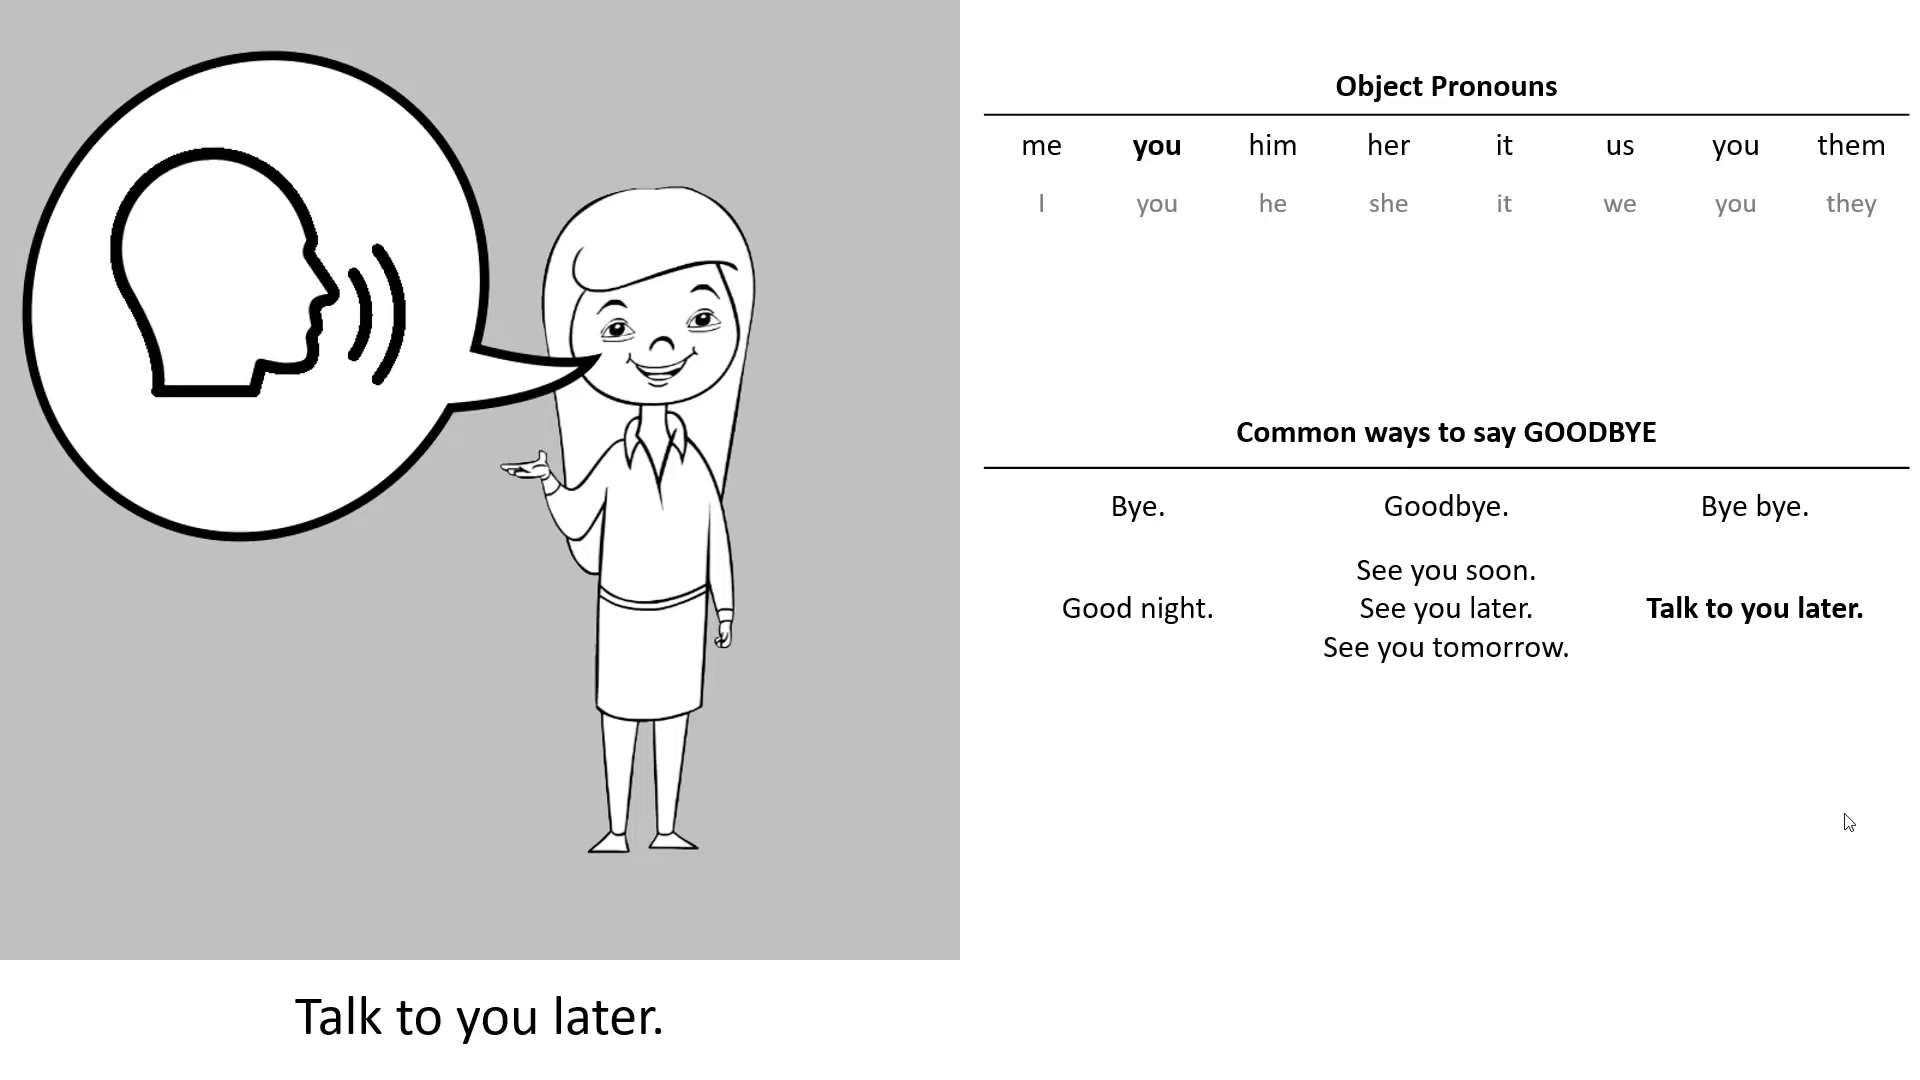 Object Pronouns
me you him her it us you them
I you he she it we you they
Common ways to say GOODBYE
Bye. Goodbye. Bye bye.
See you soon.
Good night. See you later. Talk to you later.
See you tomorrow.
Talk to you later.